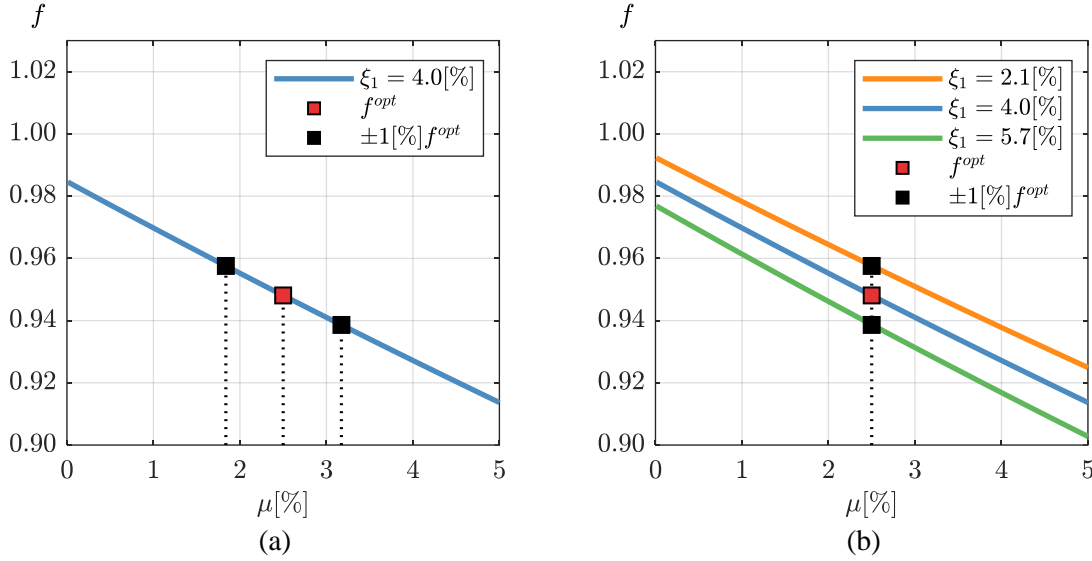 f
1.02
1.00
0.98
0.96
0.94
0.92
0.90
0 1 2 3 4 5
μ[%]
ξ₁ = 4.0[%]
f^{opt}
±1[%]f^{opt}
(a)
f
1.02
1.00
0.98
0.96
0.94
0.92
0.90
0 1 2 3 4 5
μ[%]
ξ₁ = 2.1[%]
ξ₁ = 4.0[%]
ξ₁ = 5.7[%]
f^{opt}
±1[%]f^{opt}
(b)